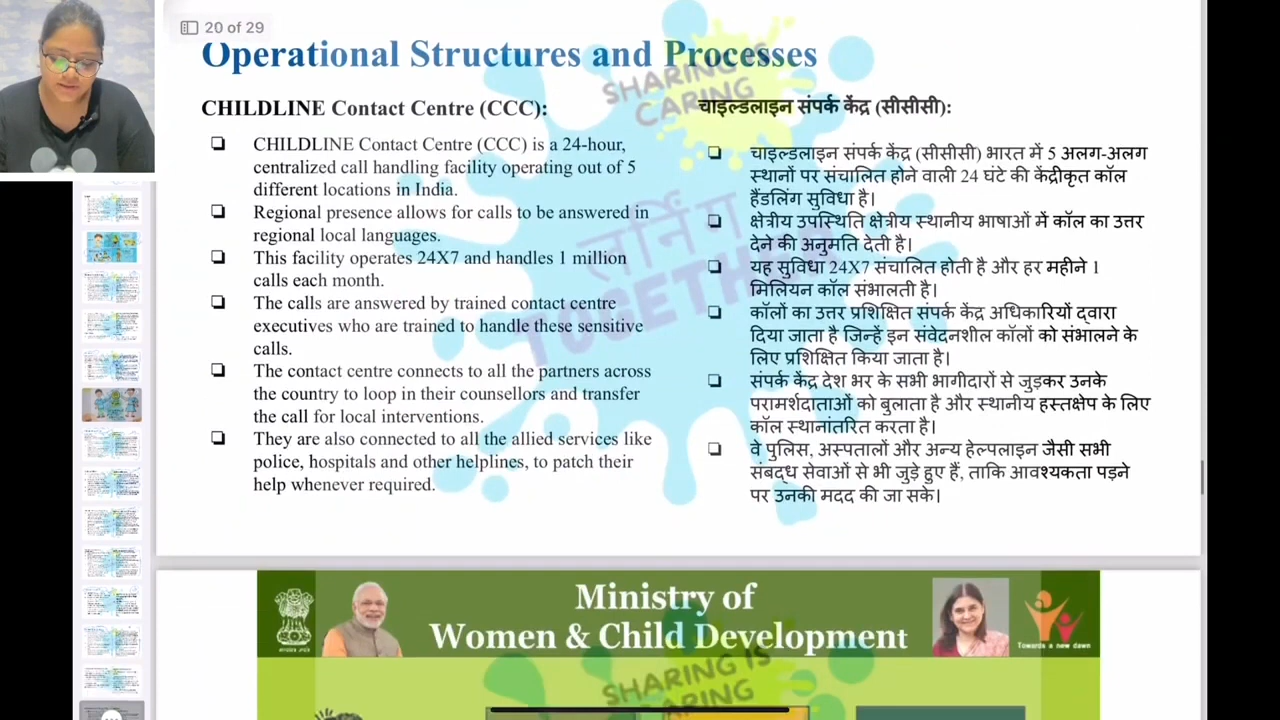 20 of 29
Operational Structures and Processes
CHILDLINE Contact Centre (CCC):
❑ CHILDLINE Contact Centre (CCC) is a 24-hour,
centralized call handling facility operating out of 5
different locations in India.
❑ Regional presence allows for calls to be answered in
regional local languages.
❑ This facility operates 24X7 and handles 1 million
calls each month.
❑ The calls are answered by trained contact centre
executives who are trained to handle these sensitive
calls.
❑ The contact centre connects to all the partners across
the country to loop in their counsellors and transfer
the call for local interventions.
❑ They are also connected to all the allied services like
police, hospitals and other helplines, to patch their
help whenever required.
चाइल्डलाइन संपर्क केंद्र (सीसीसी):
❑ चाइल्डलाइन संपर्क केंद्र (सीसीसी) भारत में 5 अलग-अलग
स्थानों पर संचालित होने वाली 24 घंटे की केंद्रीकृत कॉल
हैंडलिंग सुविधा है।
❑ क्षेत्रीय उपस्थिति क्षेत्रीय स्थानीय भाषाओं में कॉल का उत्तर
देने की अनुमति देती है।
❑ यह सुविधा 24X7 संचालित होती है और हर महीने 1
मिलियन कॉल संभालती है।
❑ कॉलों का उत्तर प्रशिक्षित संपर्क केंद्र अधिकारियों द्वारा
दिया जाता है जिन्हें इन संवेदनशील कॉलों को संभालने के
लिए प्रशिक्षित किया जाता है।
❑ संपर्क केंद्र देश भर के सभी भागीदारों से जुड़कर उनके
परामर्शदाताओं को बुलाता है और स्थानीय हस्तक्षेप के लिए
कॉल स्थानांतरित करता है।
❑ वे पुलिस, अस्पतालों और अन्य हेल्पलाइन जैसी सभी
संबद्ध सेवाओं से भी जुड़े हुए हैं, ताकि आवश्यकता पड़ने
पर उनकी मदद की जा सके।
SHARING IS
CARING
Ministry of
Women & Child Development
Towards a new dawn
SHARING IS
CARING